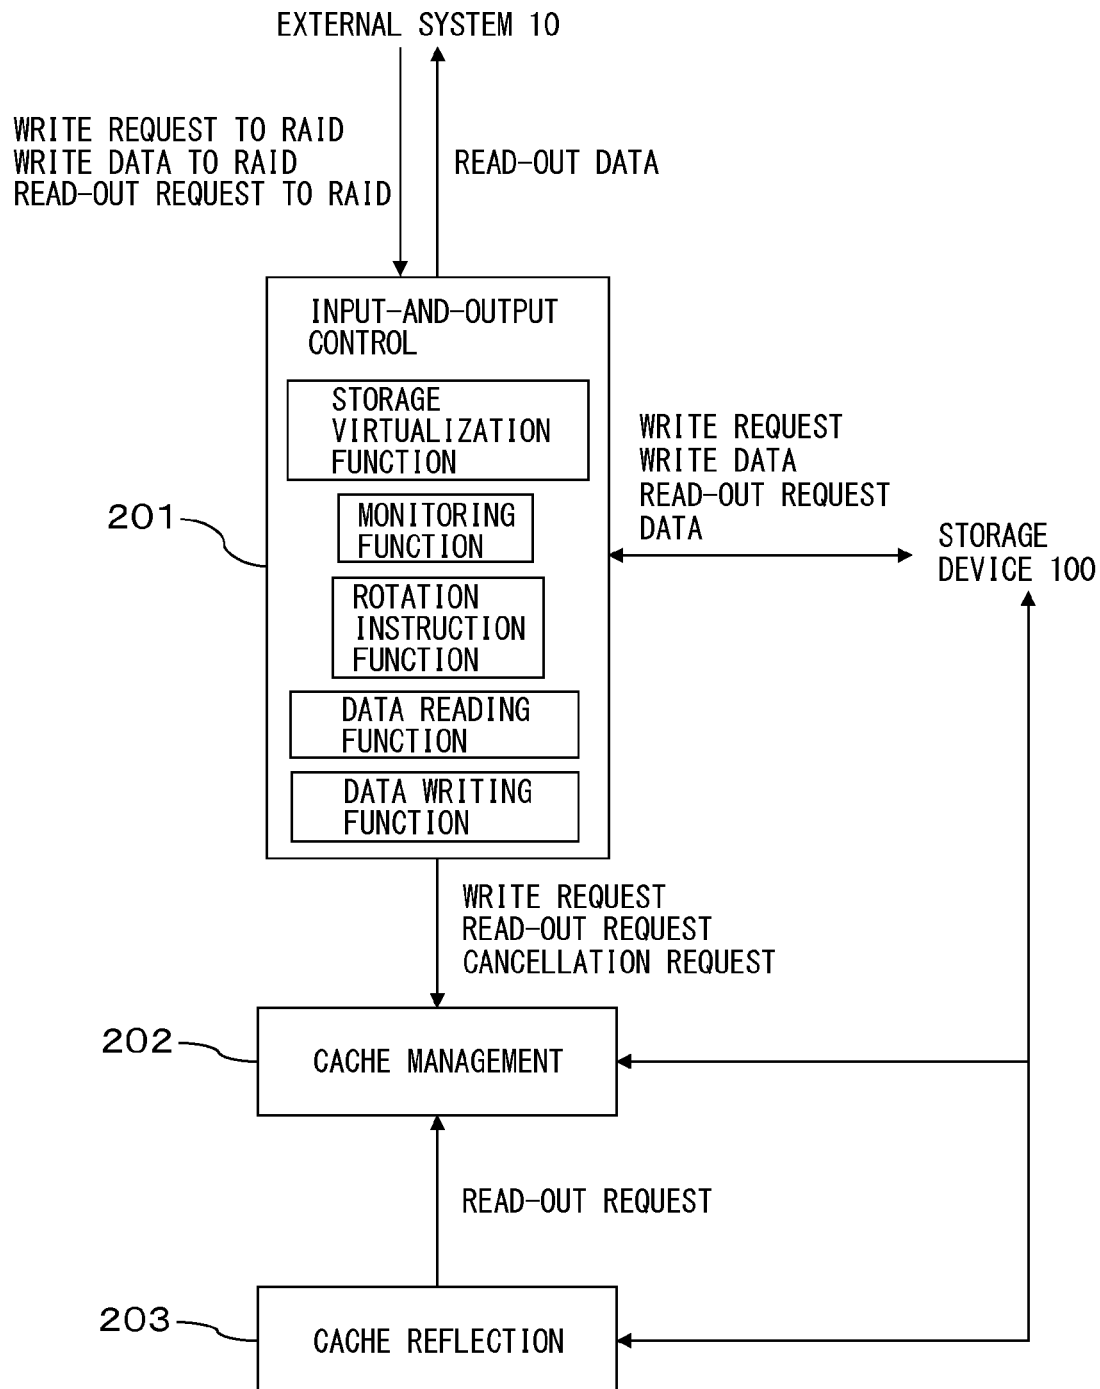 EXTERNAL SYSTEM 10
WRITE REQUEST TO RAID
WRITE DATA TO RAID
READ-OUT REQUEST TO RAID
READ-OUT DATA
INPUT-AND-OUTPUT
CONTROL
STORAGE
VIRTUALIZATION
FUNCTION
MONITORING
FUNCTION
ROTATION
INSTRUCTION
FUNCTION
DATA READING
FUNCTION
DATA WRITING
FUNCTION
201
WRITE REQUEST
WRITE DATA
READ-OUT REQUEST
DATA
STORAGE
DEVICE 100
WRITE REQUEST
READ-OUT REQUEST
CANCELLATION REQUEST
202
CACHE MANAGEMENT
READ-OUT REQUEST
203
CACHE REFLECTION